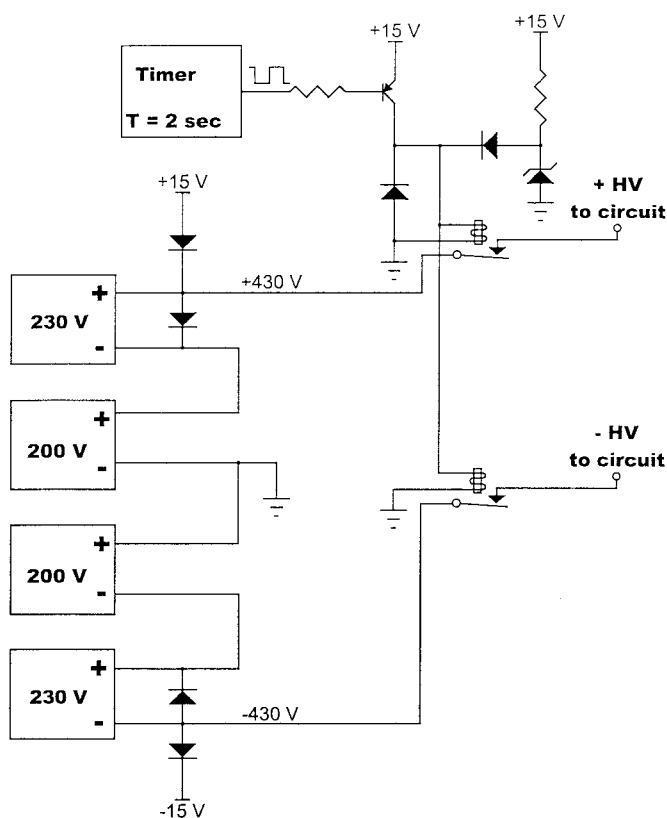 +15 V
+15 V
Timer
T = 2 sec
+15 V
+ HV
to circuit
+430 V
+
230 V
-
+
200 V
-
- HV
to circuit
+
200 V
-
+
230 V
-
-430 V
-15 V